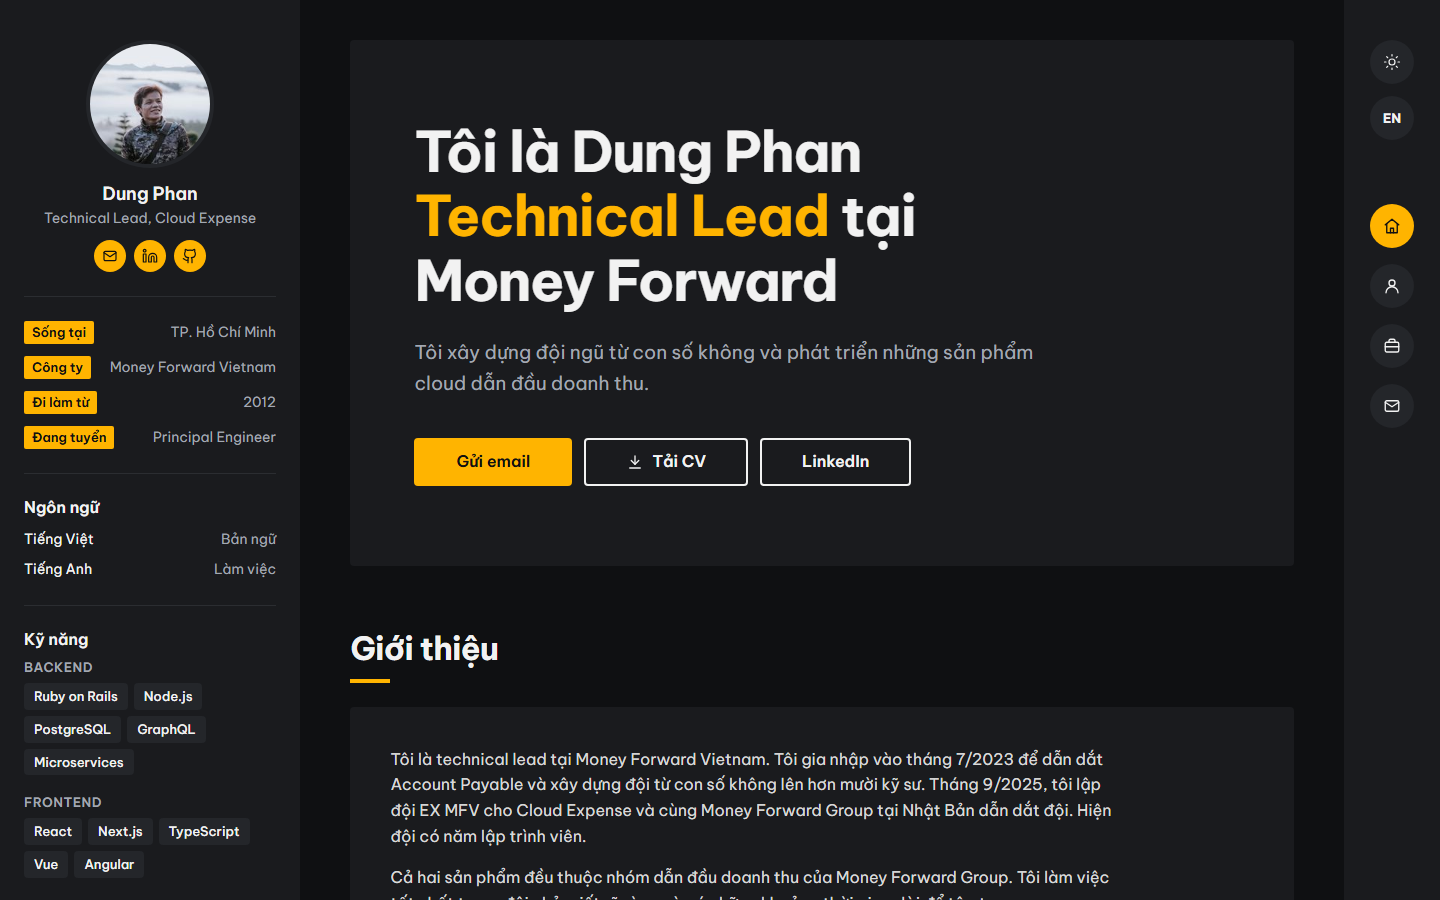 Dung Phan
Technical Lead, Cloud Expense
Sống tại TP. Hồ Chí Minh
Công ty Money Forward Vietnam
Đi làm từ 2012
Đang tuyển Principal Engineer
Ngôn ngữ
Tiếng Việt Bản ngữ
Tiếng Anh Làm việc
Kỹ năng
BACKEND
Ruby on Rails Node.js
PostgreSQL GraphQL
Microservices
FRONTEND
React Next.js TypeScript
Vue Angular
Tôi là Dung Phan
Technical Lead tại
Money Forward
Tôi xây dựng đội ngũ từ con số không và phát triển những sản phẩm
cloud dẫn đầu doanh thu.
Gửi email Tải CV LinkedIn
Giới thiệu
Tôi là technical lead tại Money Forward Vietnam. Tôi gia nhập vào tháng 7/2023 để dẫn dắt
Account Payable và xây dựng đội từ con số không lên hơn mười kỹ sư. Tháng 9/2025, tôi lập
đội EX MFV cho Cloud Expense và cùng Money Forward Group tại Nhật Bản dẫn dắt đội. Hiện
đội có năm lập trình viên.
Cả hai sản phẩm đều thuộc nhóm dẫn đầu doanh thu của Money Forward Group. Tôi làm việc
EN